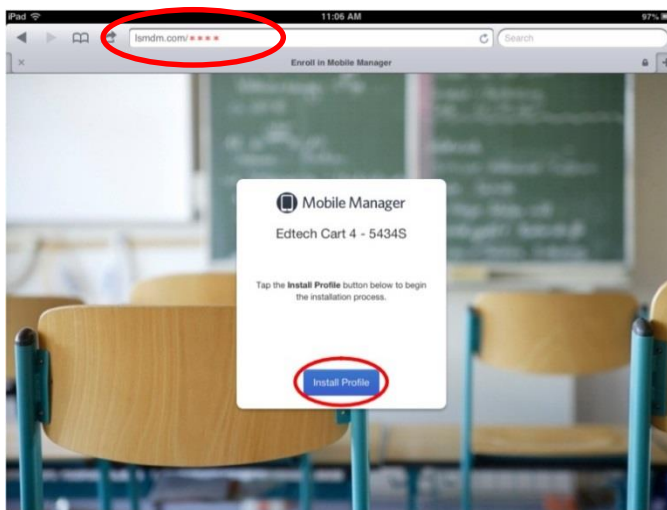 iPad 11:06 AM 97%
lsmdm.com/**** Search
Enroll in Mobile Manager
Mobile Manager
Edtech Cart 4 - 5434S
Tap the Install Profile button below to begin
the installation process.
Install Profile